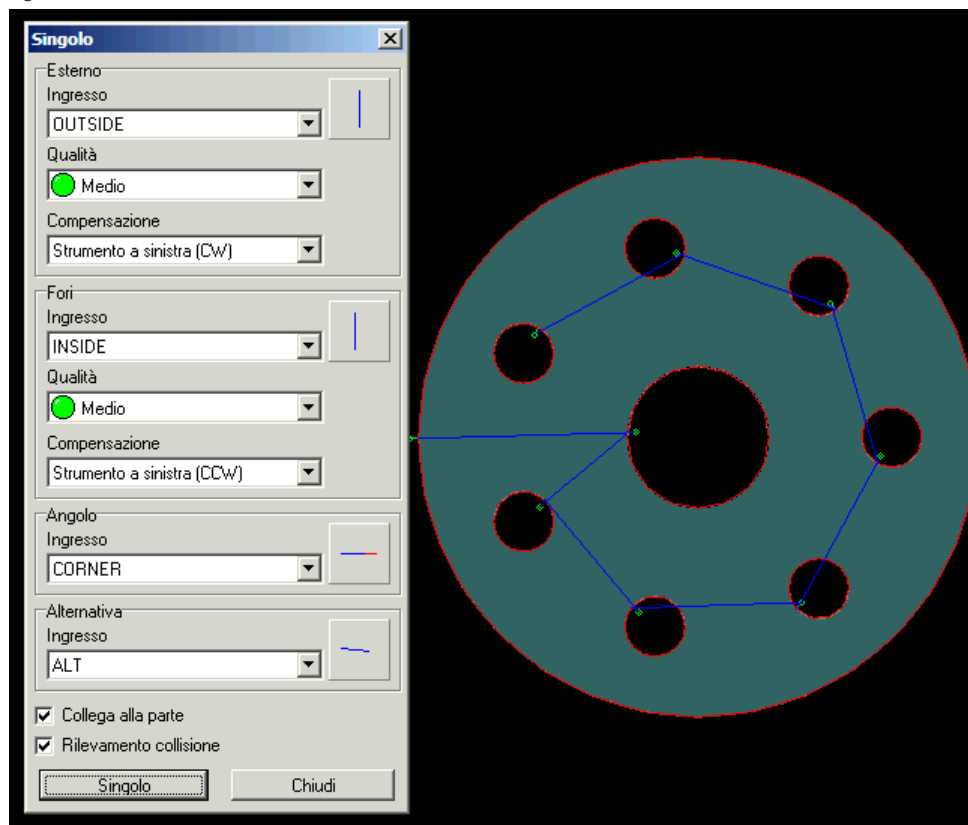 Singolo
Esterno
Ingresso
OUTSIDE
Qualità
Medio
Compensazione
Strumento a sinistra (CW)
Fori
Ingresso
INSIDE
Qualità
Medio
Compensazione
Strumento a sinistra (CCW)
Angolo
Ingresso
CORNER
Alternativa
Ingresso
ALT
Collega alla parte
Rilevamento collisione
Singolo Chiudi